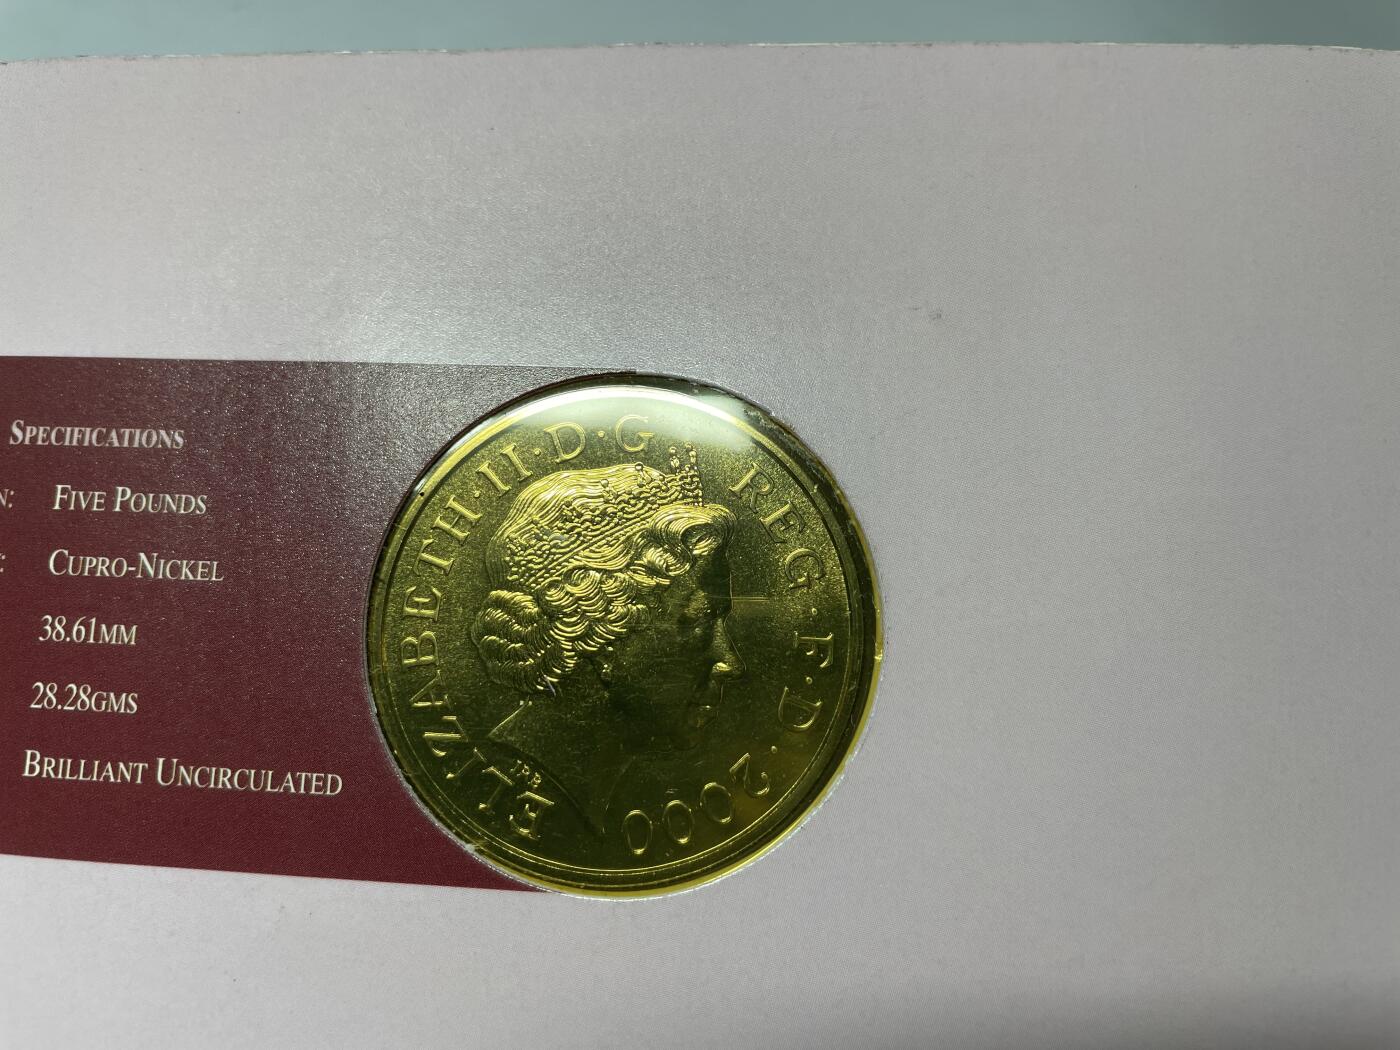 SPECIFICATIONS
N: FIVE POUNDS
: CUPRO-NICKEL
38.61MM
28.28GMS
BRILLIANT UNCIRCULATED
ELIZABETH·II·D·G REG·F·D·2000
IRB